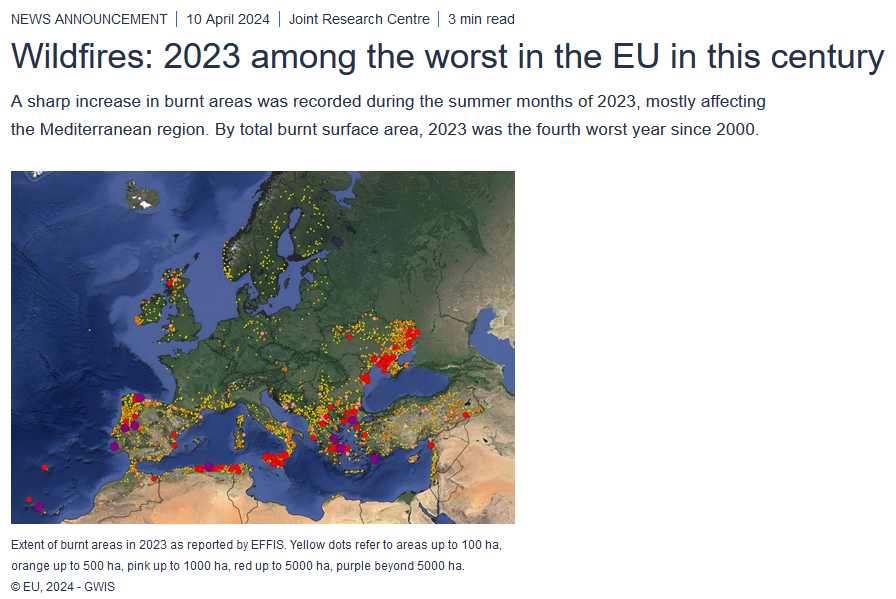 NEWS ANNOUNCEMENT | 10 April 2024 | Joint Research Centre | 3 min read
Wildfires: 2023 among the worst in the EU in this century
A sharp increase in burnt areas was recorded during the summer months of 2023, mostly affecting
the Mediterranean region. By total burnt surface area, 2023 was the fourth worst year since 2000.
Extent of burnt areas in 2023 as reported by EFFIS. Yellow dots refer to areas up to 100 ha,
orange up to 500 ha, pink up to 1000 ha, red up to 5000 ha, purple beyond 5000 ha.
© EU, 2024 - GWIS